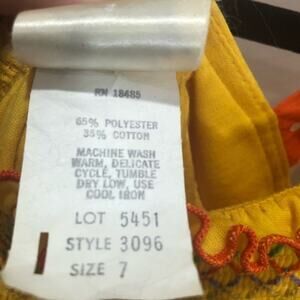 RN 18485
65% POLYESTER
35% COTTON
MACHINE WASH
WARM, DELICATE
CYCLE, TUMBLE
DRY LOW, USE
COOL IRON
LOT 5451
STYLE 3096
SIZE 7